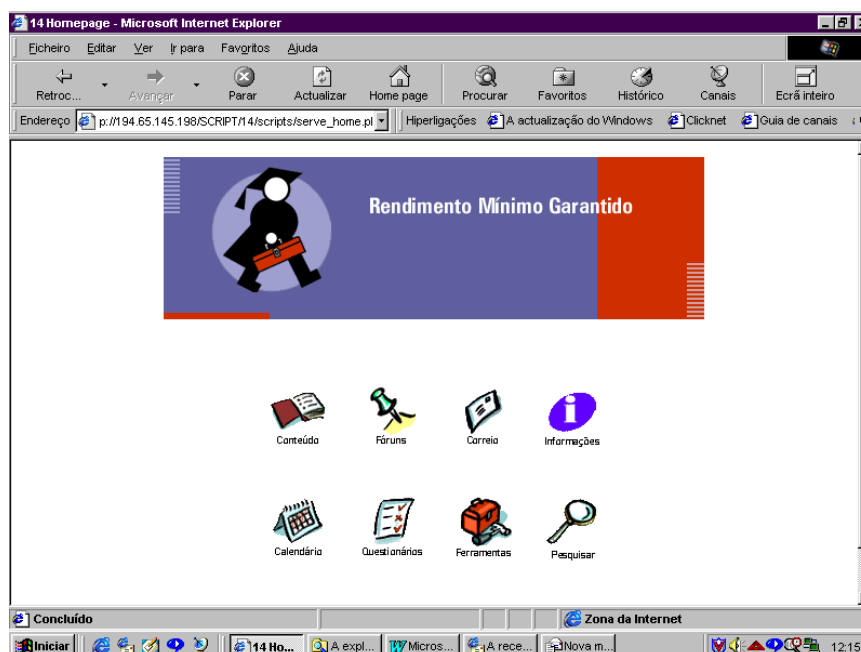 14 Homepage - Microsoft Internet Explorer
Ficheiro Editar Ver Ir para Favoritos Ajuda
Retroc... Avançar Parar Actualizar Home page Procurar Favoritos Histórico Canais Ecrã inteiro
Endereço p://194.65.145.198/SCRIPT/14/scripts/serve_home.pl Hiperligações A actualização do Windows Clicknet Guia de canais
Rendimento Mínimo Garantido
Conteúdo Fóruns Correio Informações
Calendário Questionários Ferramentas Pesquisar
Concluído Zona da Internet
Iniciar 14 Ho... A expl... Micros... A rece... Nova m... 12:15